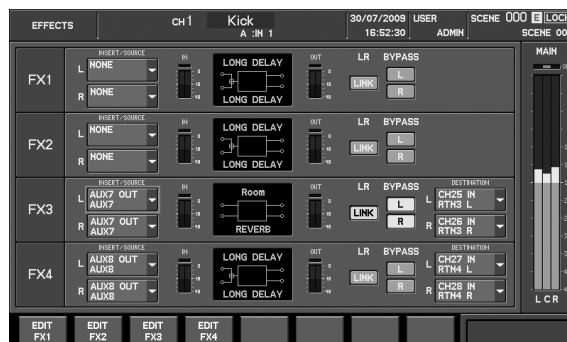 EFFECTS
CH 1 Kick
A :IN 1
30/07/2009
16:52:30
USER
ADMIN
SCENE 000 E LOCK
SCENE 00
MAIN
FX1
INSERT/SOURCE
L NONE
R NONE
IN
LONG DELAY
LONG DELAY
OUT
LR
LINK
BYPASS
L
R
FX2
INSERT/SOURCE
L NONE
R NONE
IN
LONG DELAY
LONG DELAY
OUT
LR
LINK
BYPASS
L
R
FX3
INSERT/SOURCE
L AUX7 OUT
AUX7
R AUX7 OUT
AUX7
IN
Room
REVERB
OUT
LR
LINK
BYPASS
L
R
DESTINATION
L CH25 IN
RTN3 L
R CH26 IN
RTN3 R
FX4
INSERT/SOURCE
L AUX8 OUT
AUX8
R AUX8 OUT
AUX8
IN
LONG DELAY
LONG DELAY
OUT
LR
LINK
BYPASS
L
R
DESTINATION
L CH27 IN
RTN4 L
R CH28 IN
RTN4 R
L C R
EDIT
FX1
EDIT
FX2
EDIT
FX3
EDIT
FX4